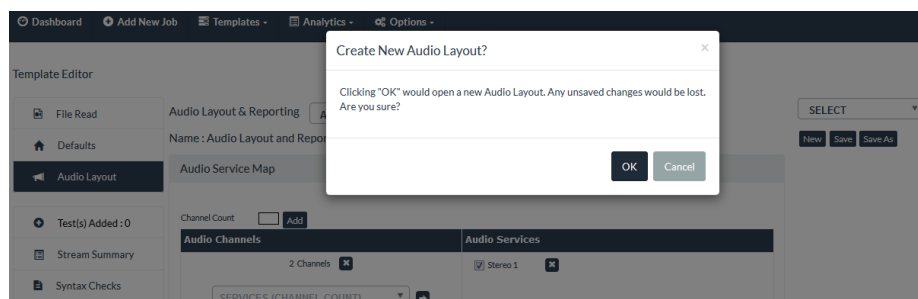 Dashboard Add New Job Templates Analytics Options
Create New Audio Layout? ×
Template Editor
Clicking "OK" would open a new Audio Layout. Any unsaved changes would be lost.
Are you sure?
File Read Audio Layout & Reporting SELECT
Defaults Name : Audio Layout and New Save Save As
Audio Layout Audio Service Map OK Cancel
Test(s) Added : 0 Channel Count Add
Audio Channels Audio Services
Stream Summary 2 Channels Stereo 1
Syntax Checks SERVICES (CHANNEL COUNT)